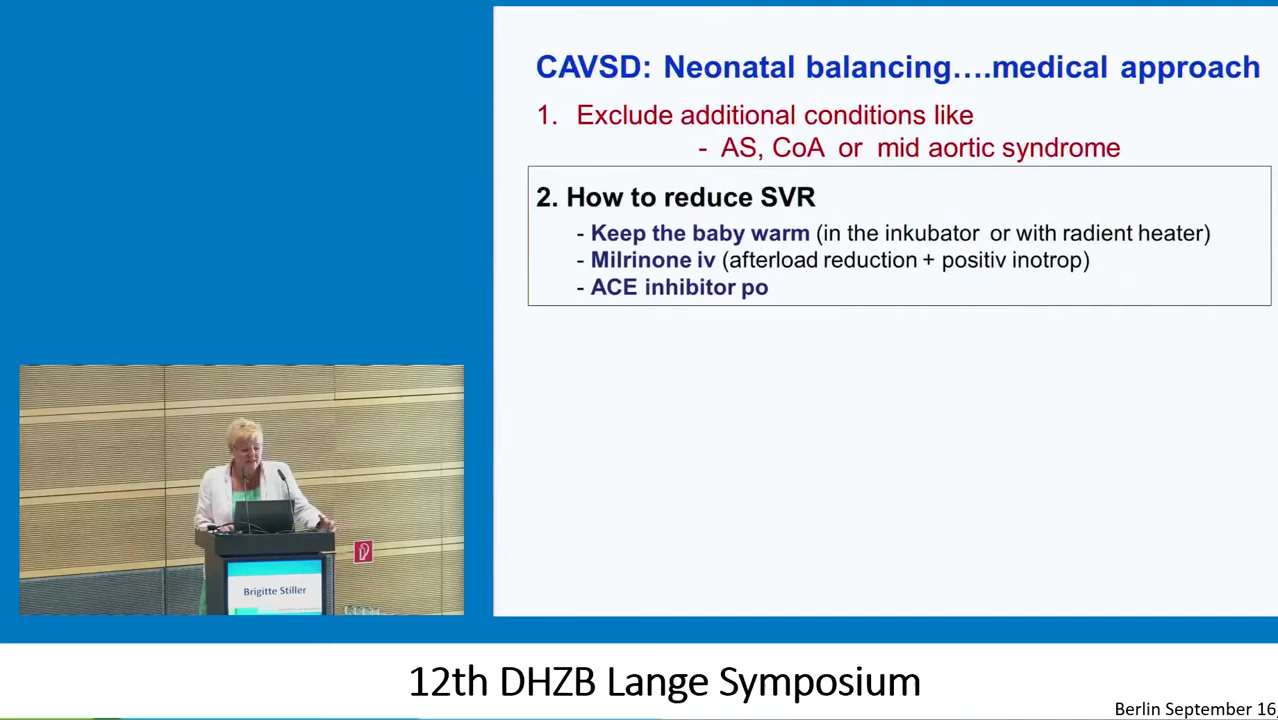 CAVSD: Neonatal balancing….medical approach
1. Exclude additional conditions like
- AS, CoA or mid aortic syndrome
2. How to reduce SVR
- Keep the baby warm (in the inkubator or with radient heater)
- Milrinone iv (afterload reduction + positiv inotrop)
- ACE inhibitor po
Brigitte Stiller
12th DHZB Lange Symposium
Berlin September 16,